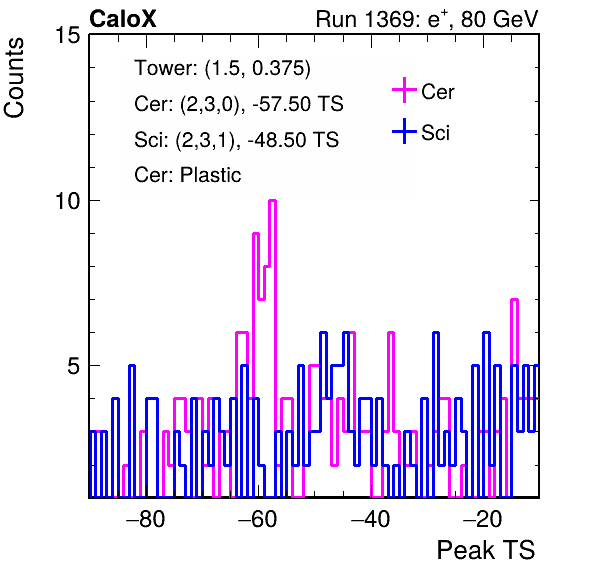 CaloX Run 1369: e⁺, 80 GeV
Counts
15
Tower: (1.5, 0.375)
Cer: (2,3,0), -57.50 TS
Sci: (2,3,1), -48.50 TS
Cer: Plastic
Cer
Sci
10
5
−80 −60 −40 −20
Peak TS